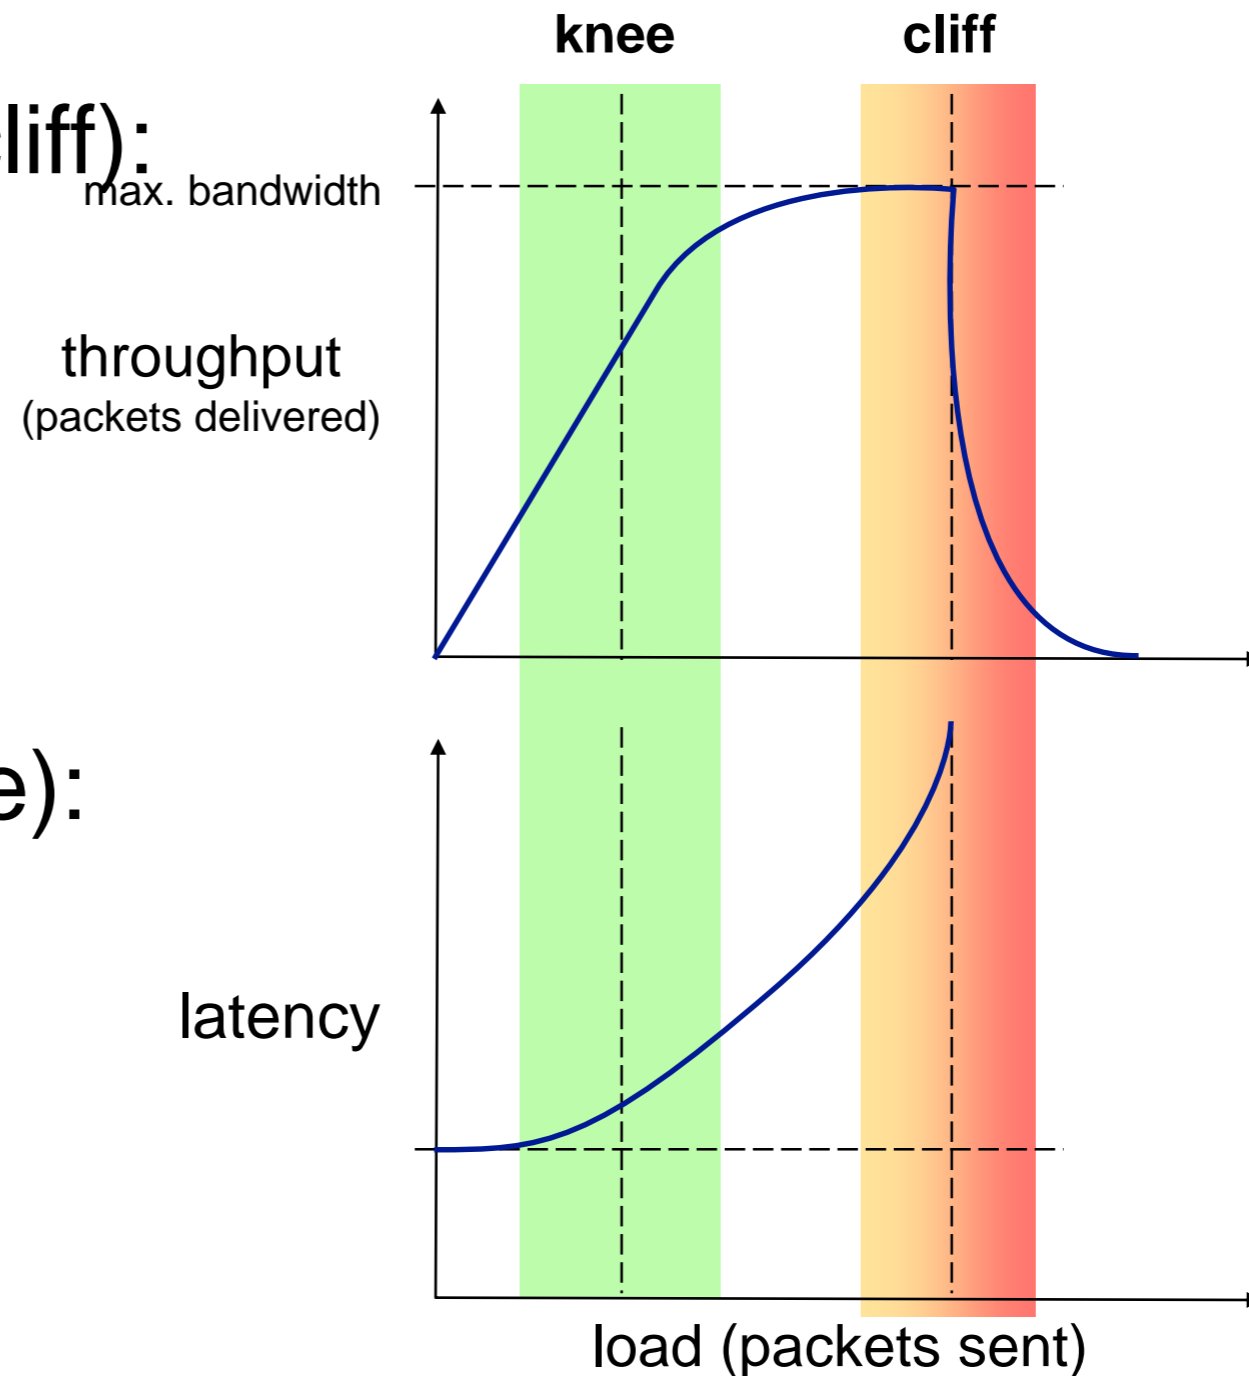 knee
cliff
liff):
max. bandwidth
throughput
(packets delivered)
e):
latency
load (packets sent)